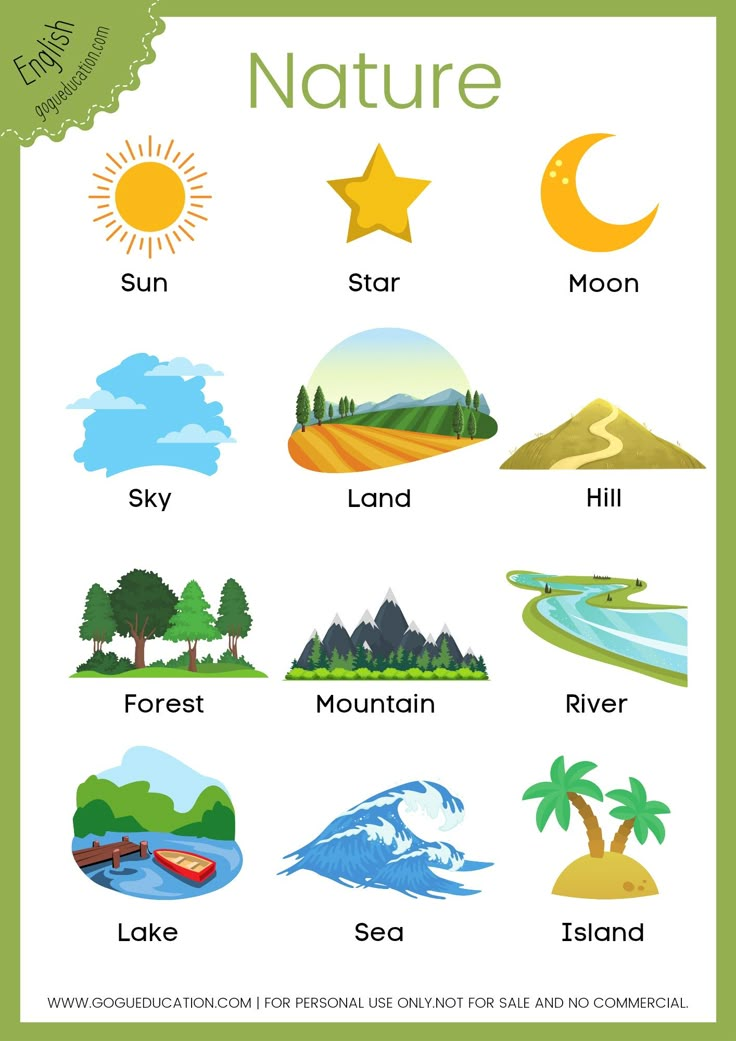 English
gogueducation.com
Nature
Sun
Star
Moon
Sky
Land
Hill
Forest
Mountain
River
Lake
Sea
Island
WWW.GOGUEDUCATION.COM | FOR PERSONAL USE ONLY.NOT FOR SALE AND NO COMMERCIAL.